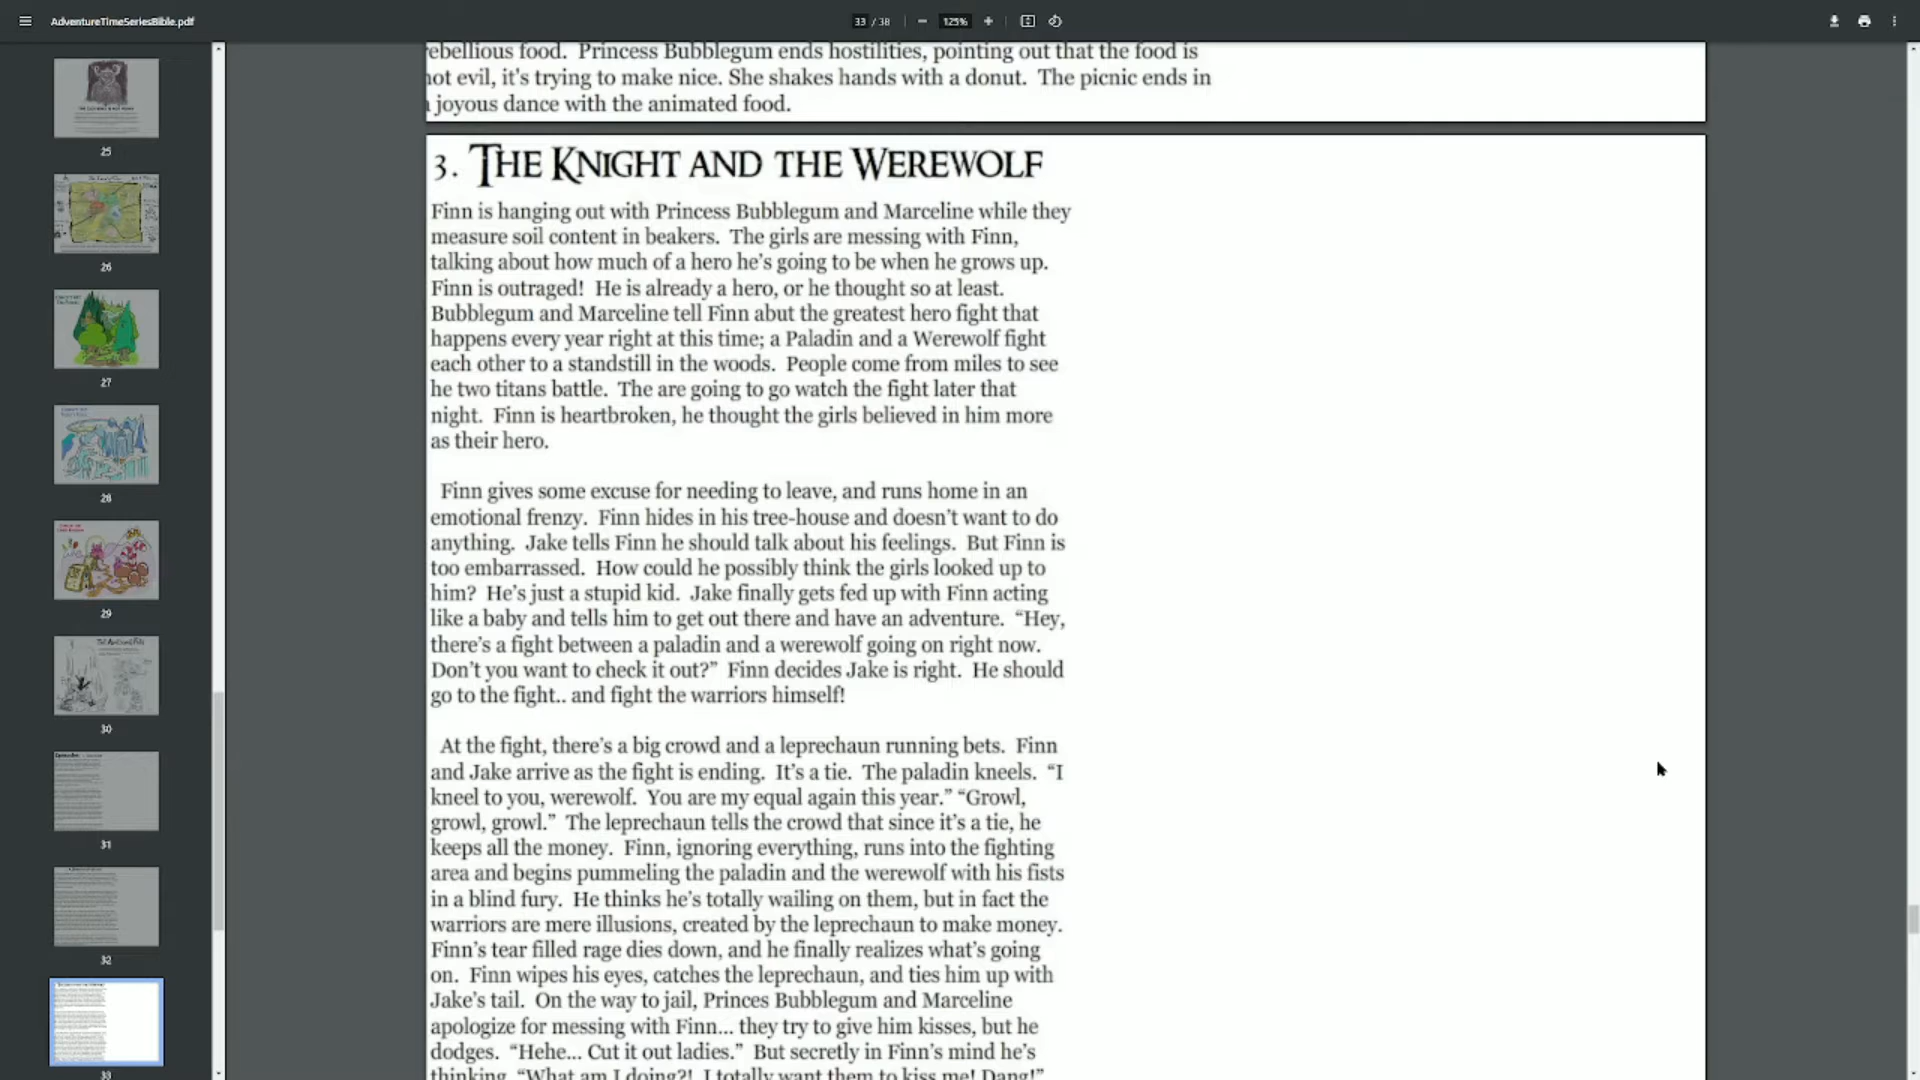 AdventureTimeSeriesBible.pdf
33 / 38
125%
ebellious food.  Princess Bubblegum ends hostilities, pointing out that the food is
not evil, it's trying to make nice. She shakes hands with a donut.  The picnic ends in
joyous dance with the animated food.
3. The Knight and the Werewolf
Finn is hanging out with Princess Bubblegum and Marceline while they
measure soil content in beakers.  The girls are messing with Finn,
talking about how much of a hero he's going to be when he grows up.
Finn is outraged!  He is already a hero, or he thought so at least.
Bubblegum and Marceline tell Finn abut the greatest hero fight that
happens every year right at this time; a Paladin and a Werewolf fight
each other to a standstill in the woods.  People come from miles to see
he two titans battle.  The are going to go watch the fight later that
night.  Finn is heartbroken, he thought the girls believed in him more
as their hero.
Finn gives some excuse for needing to leave, and runs home in an
emotional frenzy.  Finn hides in his tree-house and doesn't want to do
anything.  Jake tells Finn he should talk about his feelings.  But Finn is
too embarrassed.  How could he possibly think the girls looked up to
him?  He's just a stupid kid.  Jake finally gets fed up with Finn acting
like a baby and tells him to get out there and have an adventure.  “Hey,
there's a fight between a paladin and a werewolf going on right now.
Don't you want to check it out?”  Finn decides Jake is right.  He should
go to the fight.. and fight the warriors himself!
At the fight, there's a big crowd and a leprechaun running bets.  Finn
and Jake arrive as the fight is ending.  It's a tie.  The paladin kneels.  “I
kneel to you, werewolf.  You are my equal again this year.” “Growl,
growl, growl.”  The leprechaun tells the crowd that since it's a tie, he
keeps all the money.  Finn, ignoring everything, runs into the fighting
area and begins pummeling the paladin and the werewolf with his fists
in a blind fury.  He thinks he's totally wailing on them, but in fact the
warriors are mere illusions, created by the leprechaun to make money.
Finn's tear filled rage dies down, and he finally realizes what's going
on.  Finn wipes his eyes, catches the leprechaun, and ties him up with
Jake's tail.  On the way to jail, Princes Bubblegum and Marceline
apologize for messing with Finn... they try to give him kisses, but he
dodges.  “Hehe... Cut it out ladies.”  But secretly in Finn's mind he's
thinking, “What am I doing?!  I totally want them to kiss me! Dang!”
25
26
27
28
29
30
31
32
33